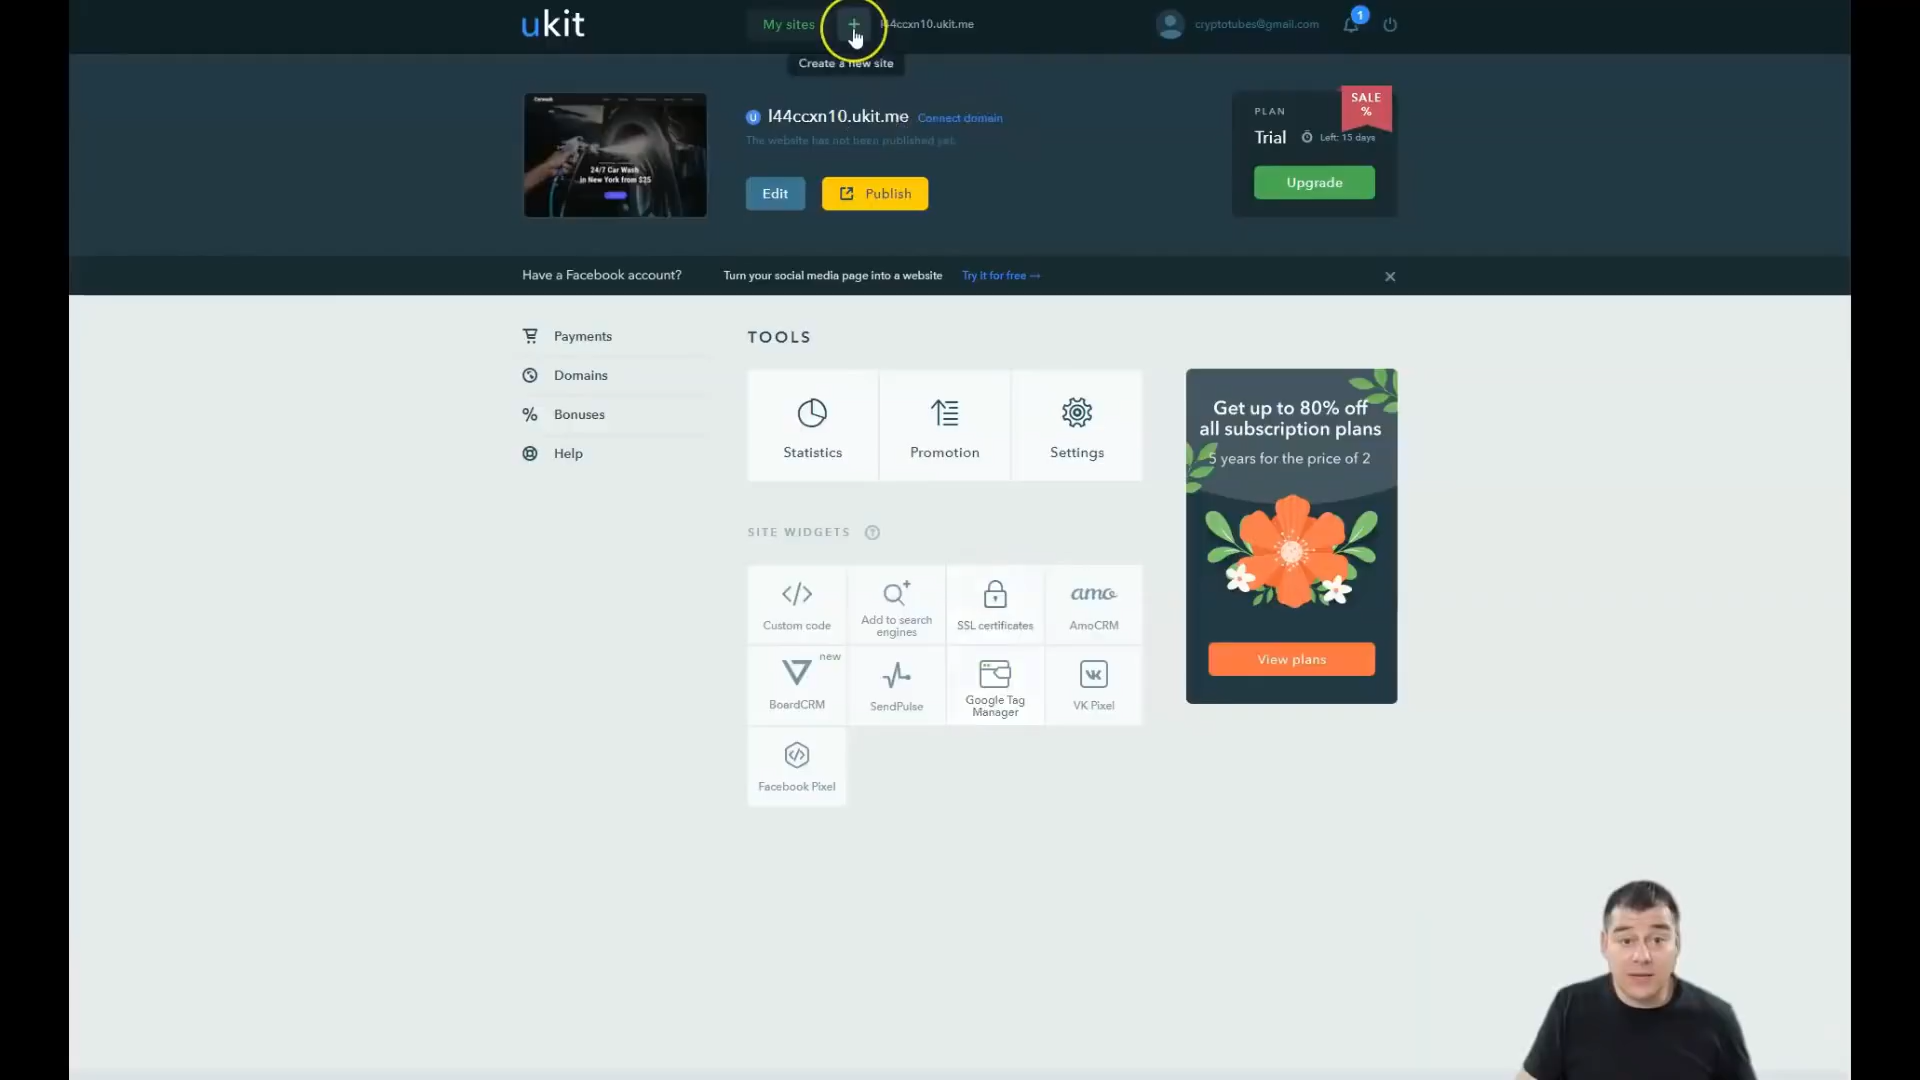 ukit
My sites
+
l44ccxn10.ukit.me
cryptotubes@gmail.com
1
Create a new site
24/7 Car Wash
in New York from $25
l44ccxn10.ukit.me Connect domain
The website has not been published yet.
Edit
Publish
PLAN
SALE
%
Trial
Left: 15 days
Upgrade
Have a Facebook account?
Turn your social media page into a website
Try it for free →
Payments
Domains
Bonuses
Help
TOOLS
Statistics
Promotion
Settings
Get up to 80% off
all subscription plans
5 years for the price of 2
View plans
SITE WIDGETS ?
Custom code
Add to search
engines
SSL certificates
amo
AmoCRM
new
BoardCRM
SendPulse
Google Tag
Manager
VK Pixel
Facebook Pixel